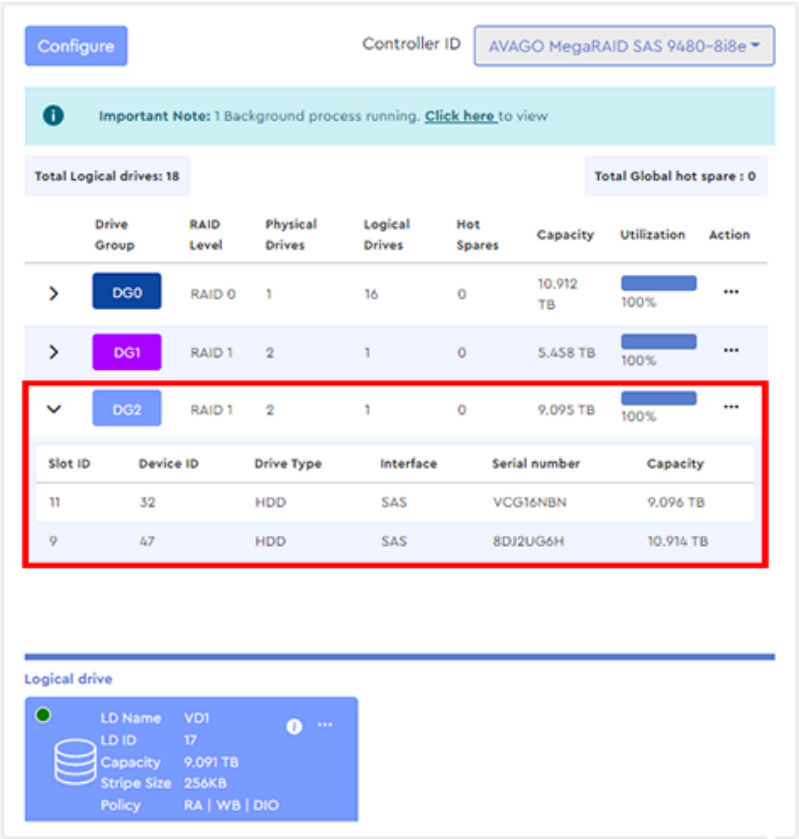 Configure Controller ID AVAGO MegaRAID SAS 9480-8i8e
Important Note: 1 Background process running. Click here to view
Total Logical drives: 18 Total Global hot spare : 0
Drive Group RAID Level Physical Drives Logical Drives Hot Spares Capacity Utilization Action
DG0 RAID 0 1 16 0 10.912 TB 100% ...
DG1 RAID 1 2 1 0 5.458 TB 100% ...
DG2 RAID 1 2 1 0 9.095 TB 100% ...
Slot ID Device ID Drive Type Interface Serial number Capacity
11 32 HDD SAS VCG16NBN 9.096 TB
9 47 HDD SAS 8DJ2UG6H 10.914 TB
Logical drive
LD Name VD1 i ...
LD ID 17
Capacity 9.091 TB
Stripe Size 256KB
Policy RA | WB | DIO